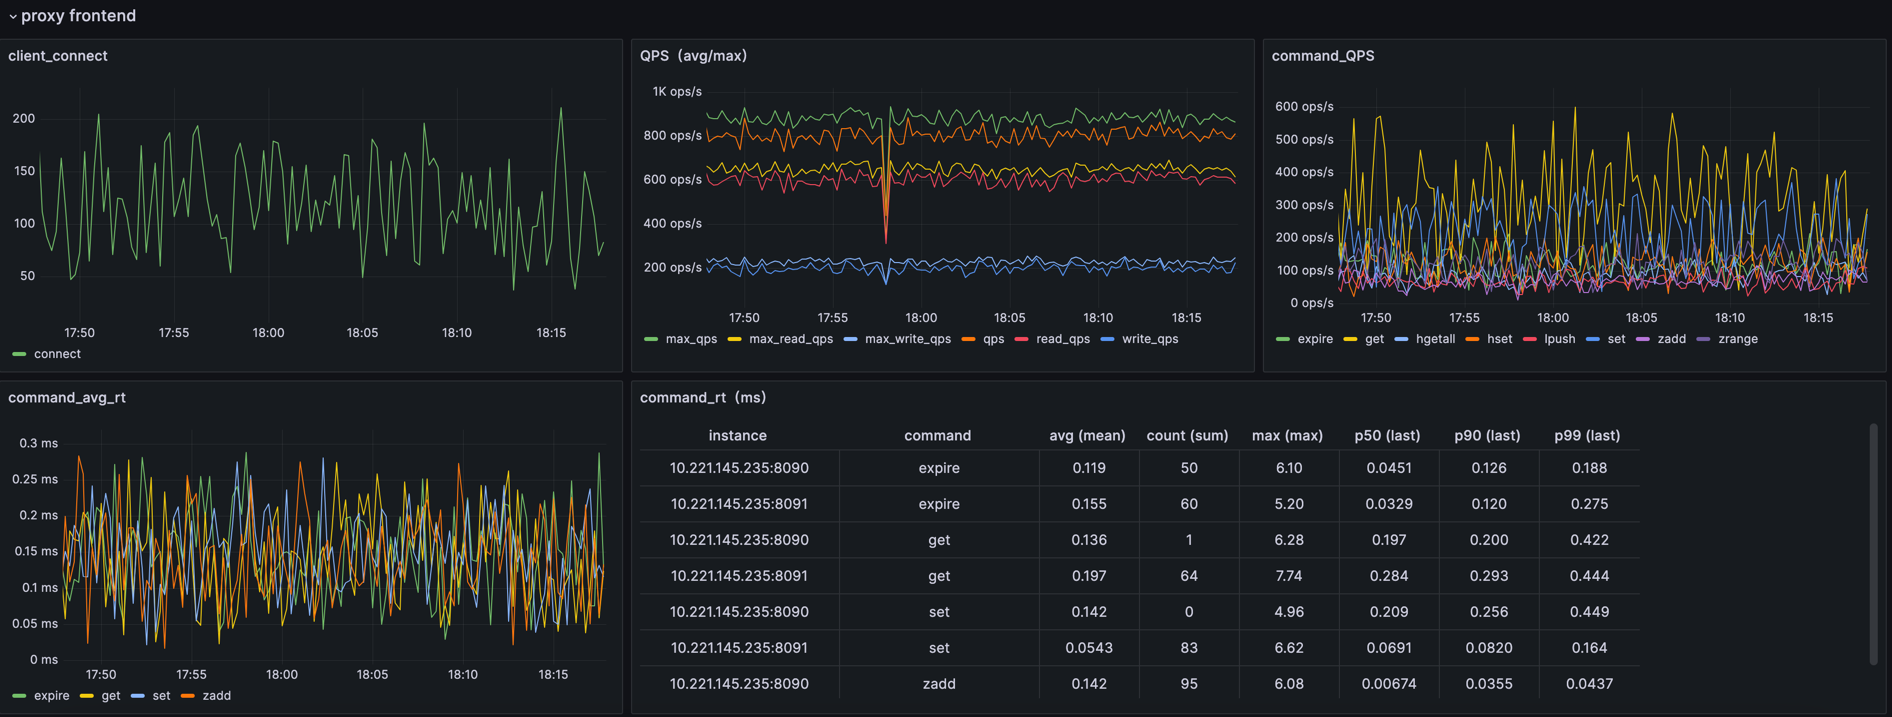 proxy frontend
client_connect
200
150
100
50
17:50 17:55 18:00 18:05 18:10 18:15
connect
QPS（avg/max）
1K ops/s
800 ops/s
600 ops/s
400 ops/s
200 ops/s
17:50 17:55 18:00 18:05 18:10 18:15
max_qps max_read_qps max_write_qps qps read_qps write_qps
command_QPS
600 ops/s
500 ops/s
400 ops/s
300 ops/s
200 ops/s
100 ops/s
0 ops/s
17:50 17:55 18:00 18:05 18:10 18:15
expire get hgetall hset lpush set zadd zrange
command_avg_rt
0.3 ms
0.25 ms
0.2 ms
0.15 ms
0.1 ms
0.05 ms
0 ms
17:50 17:55 18:00 18:05 18:10 18:15
expire get set zadd
command_rt（ms）
instance command avg (mean) count (sum) max (max) p50 (last) p90 (last) p99 (last)
10.221.145.235:8090 expire 0.119 50 6.10 0.0451 0.126 0.188
10.221.145.235:8091 expire 0.155 60 5.20 0.0329 0.120 0.275
10.221.145.235:8090 get 0.136 1 6.28 0.197 0.200 0.422
10.221.145.235:8091 get 0.197 64 7.74 0.284 0.293 0.444
10.221.145.235:8090 set 0.142 0 4.96 0.209 0.256 0.449
10.221.145.235:8091 set 0.0543 83 6.62 0.0691 0.0820 0.164
10.221.145.235:8090 zadd 0.142 95 6.08 0.00674 0.0355 0.0437